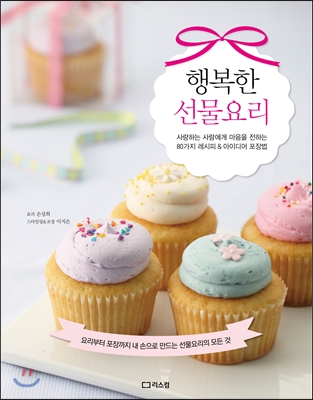 행복한
선물요리
사랑하는 사람에게 마음을 전하는
80가지 레시피 & 아이디어 포장법
요리 손성희
스타일링&포장 이지은
요리부터 포장까지 내 손으로 만드는 선물요리의 모든 것
리스컴